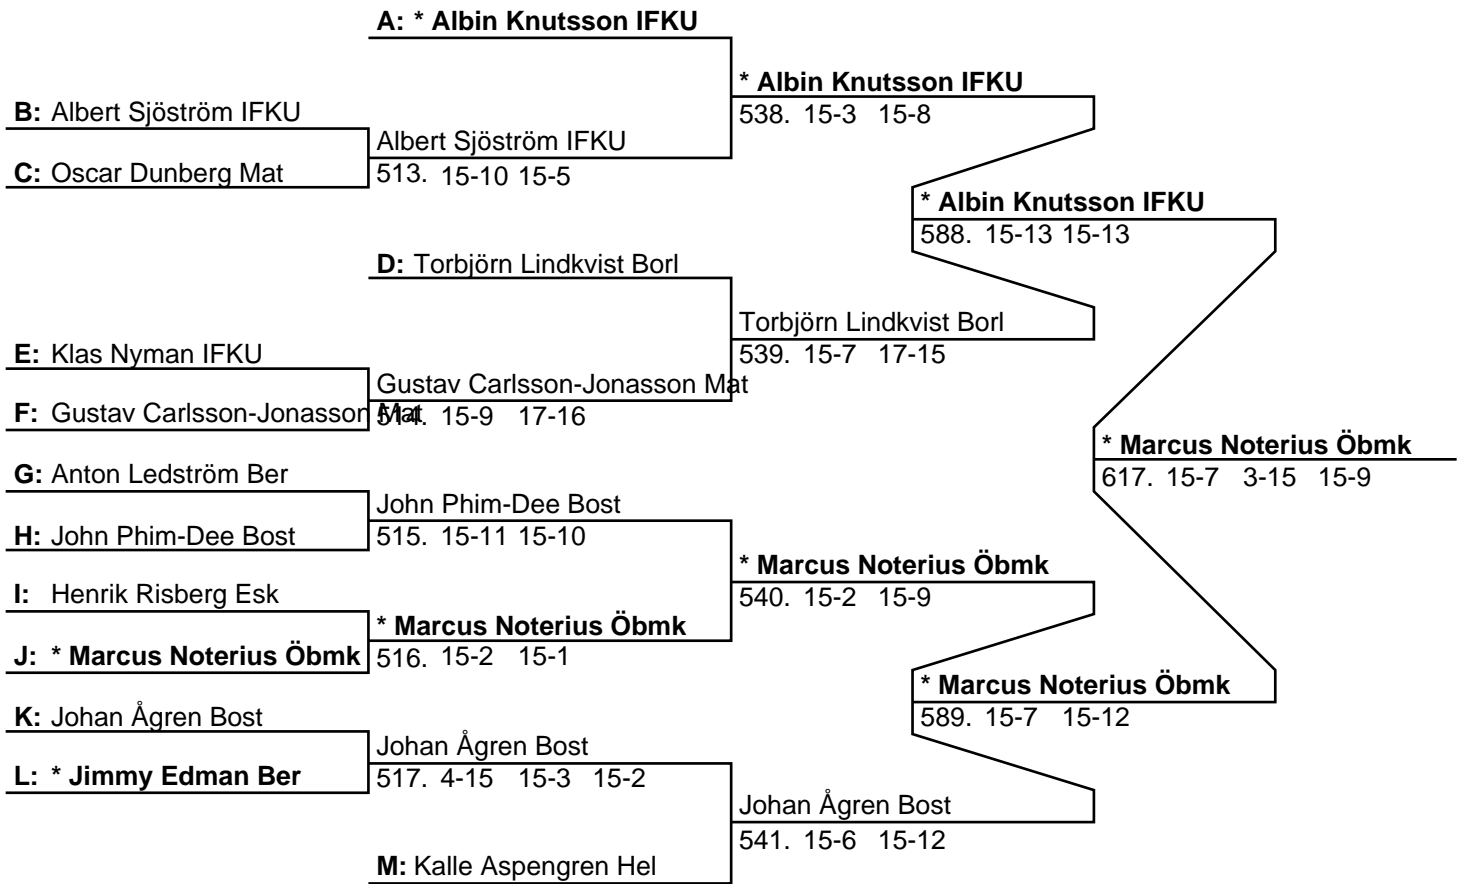 A: * Albin Knutsson IFKU
* Albin Knutsson IFKU
B: Albert Sjöström IFKU
538. 15-3 15-8
Albert Sjöström IFKU
C: Oscar Dunberg Mat
513. 15-10 15-5
* Albin Knutsson IFKU
588. 15-13 15-13
D: Torbjörn Lindkvist Borl
Torbjörn Lindkvist Borl
E: Klas Nyman IFKU
539. 15-7 17-15
Gustav Carlsson-Jonasson Mat
F: Gustav Carlsson-Jonasson Mat
514. 15-9 17-16
* Marcus Noterius Öbmk
G: Anton Ledström Ber
617. 15-7 3-15 15-9
John Phim-Dee Bost
H: John Phim-Dee Bost
515. 15-11 15-10
* Marcus Noterius Öbmk
I: Henrik Risberg Esk
540. 15-2 15-9
* Marcus Noterius Öbmk
J: * Marcus Noterius Öbmk
516. 15-2 15-1
* Marcus Noterius Öbmk
K: Johan Ågren Bost
589. 15-7 15-12
Johan Ågren Bost
L: * Jimmy Edman Ber
517. 4-15 15-3 15-2
Johan Ågren Bost
541. 15-6 15-12
M: Kalle Aspengren Hel